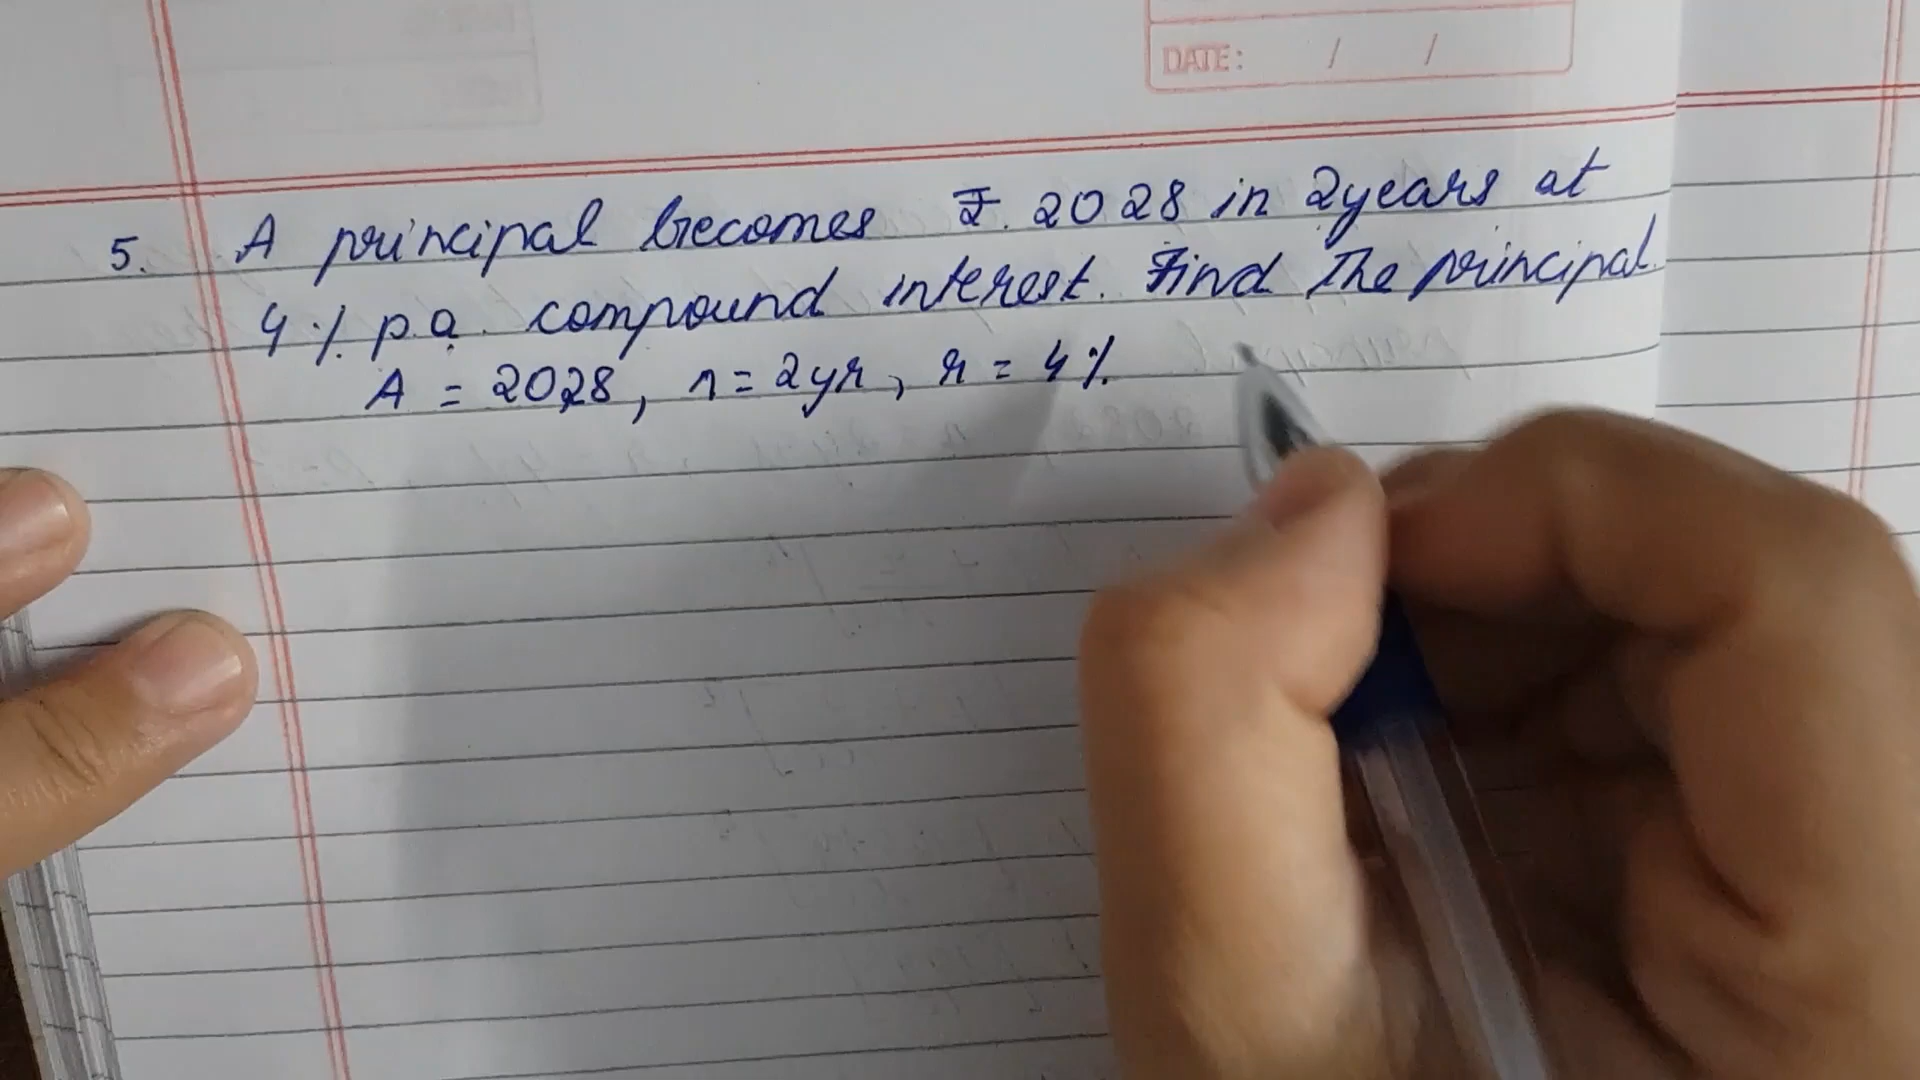 DATE: / /
5. A principal becomes ₹. 2028 in 2years at
4% p.a. compound interest. Find The principal.
A = 2028, n = 2yr, r = 4%